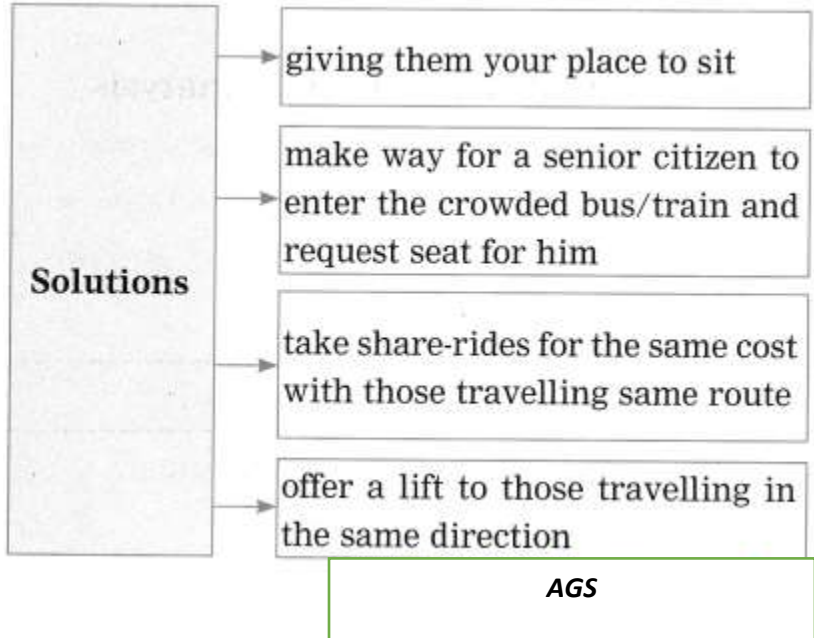 giving them your place to sit
make way for a senior citizen to
enter the crowded bus/train and
request seat for him
Solutions
take share-rides for the same cost
with those travelling same route
offer a lift to those travelling in
the same direction
AGS